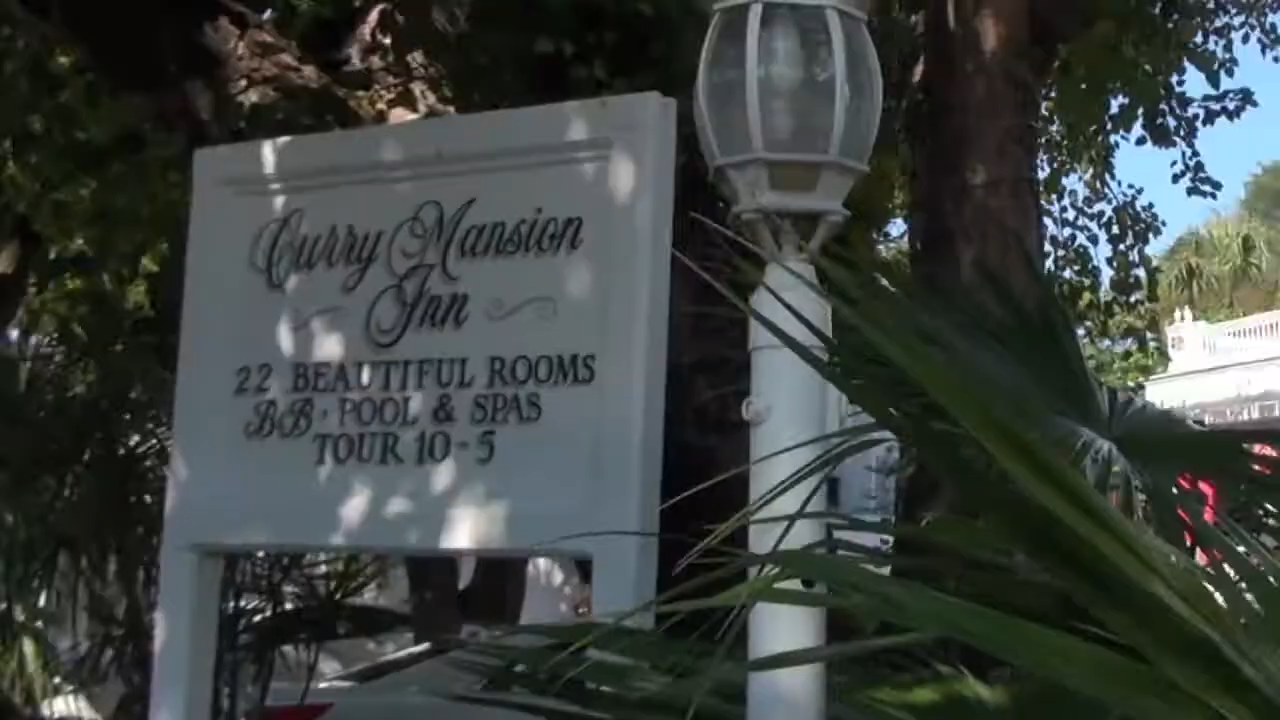 Curry Mansion
Inn
22 BEAUTIFUL ROOMS
BB · POOL & SPAS
TOUR 10-5